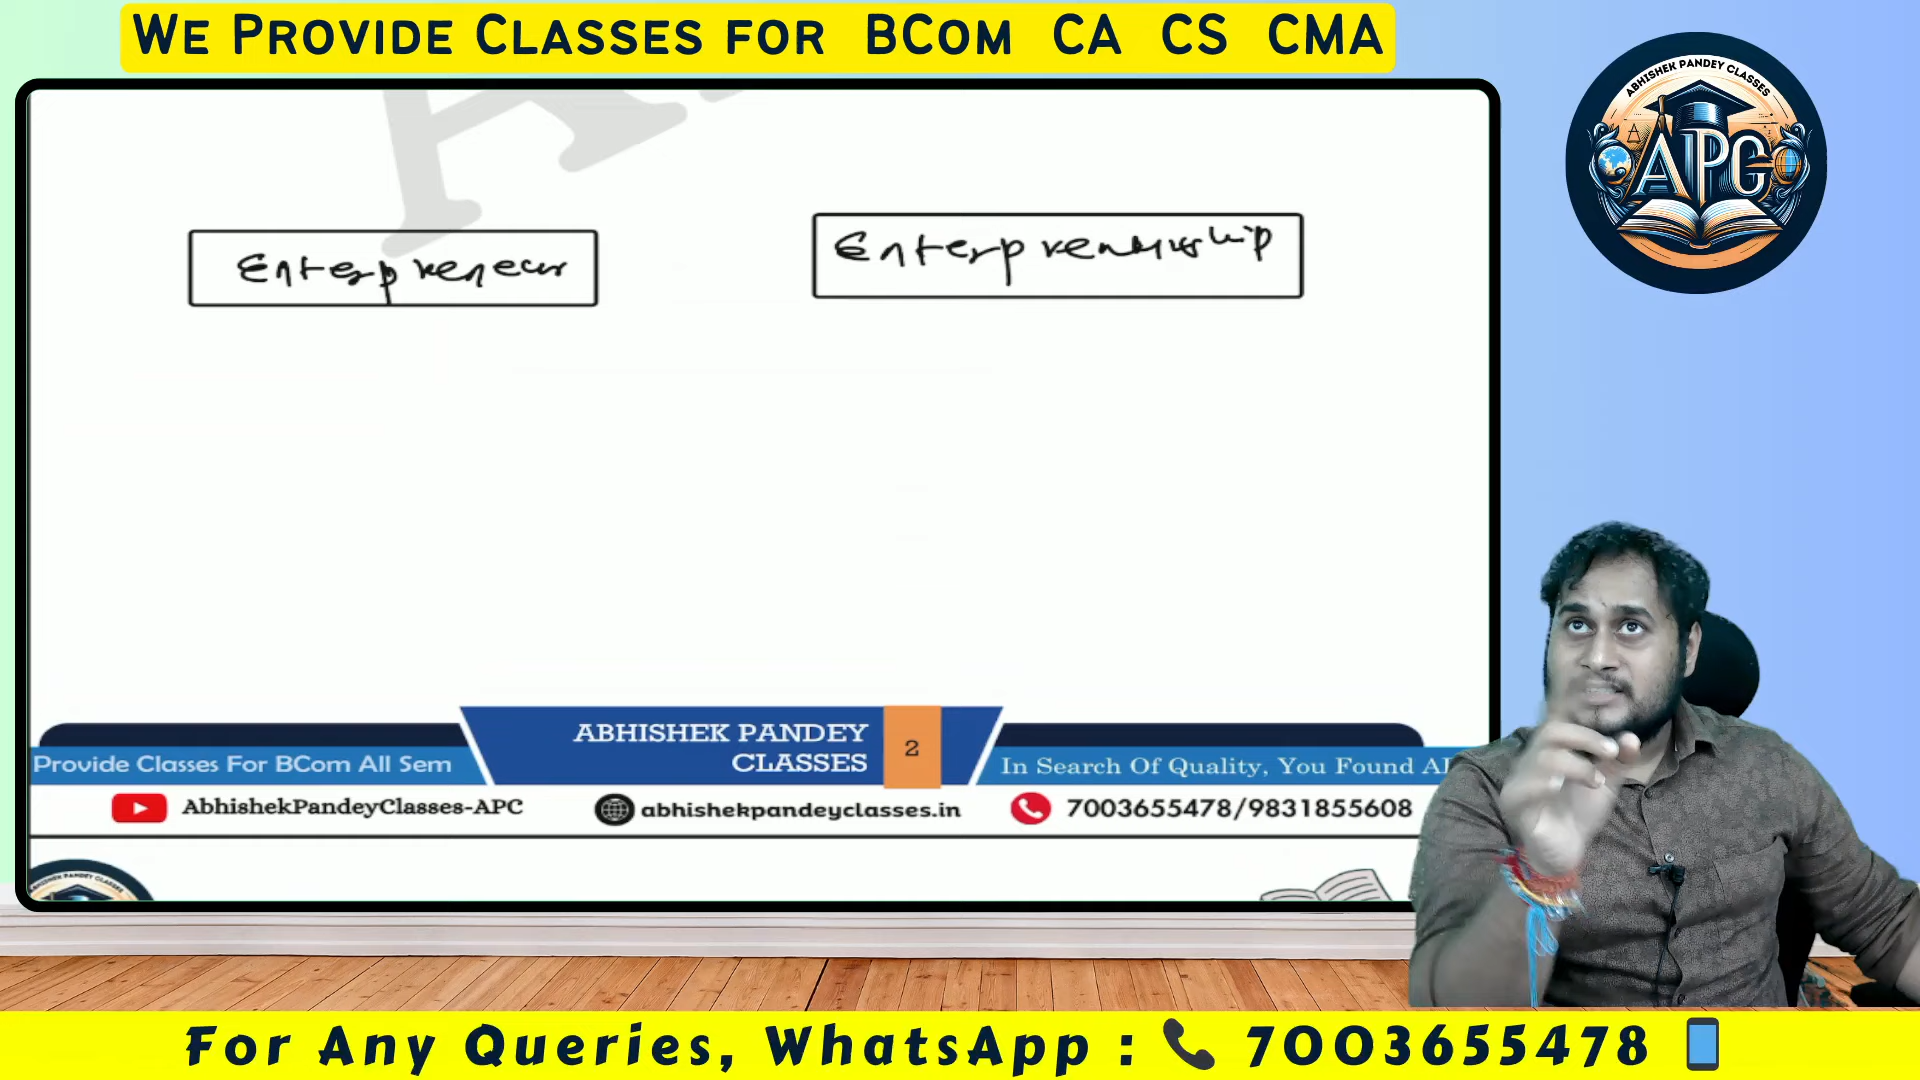 WE PROVIDE CLASSES FOR BCOM CA CS CMA
ABHISHEK PANDEY CLASSES
APC
Enterpreneur
Enterpreneurship
ABHISHEK PANDEY
CLASSES
2
Provide Classes For BCom All Sem
In Search Of Quality, You Found
AbhishekPandeyClasses-APC
abhishekpandeyclasses.in
7003655478/9831855608
For Any Queries, WhatsApp : 7003655478